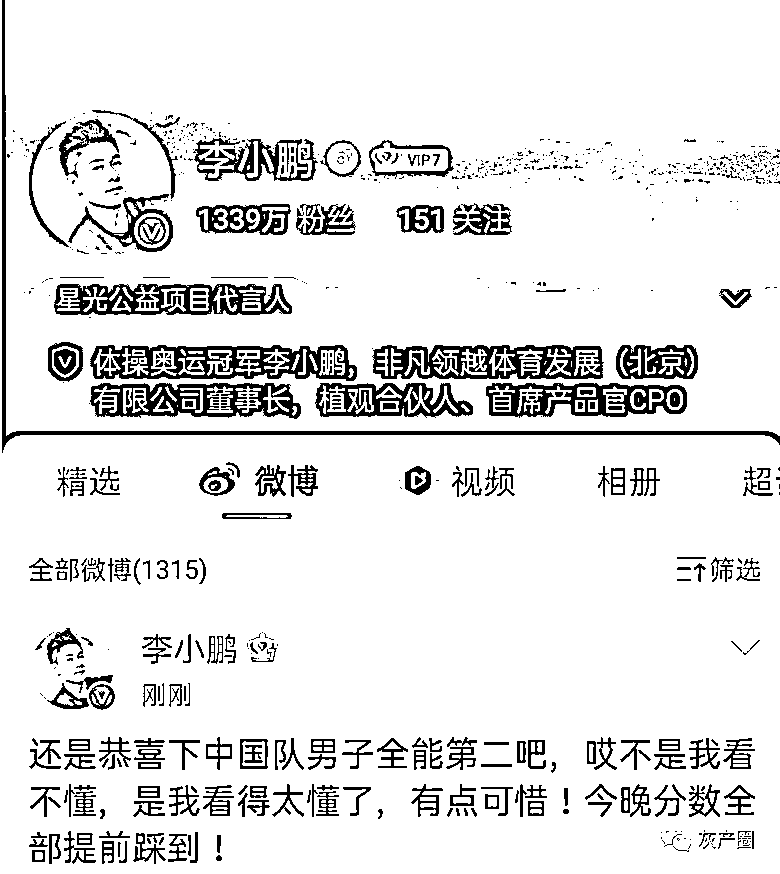 李小鹏 VIP7
1339万 粉丝 151 关注
星光公益项目代言人
体操奥运冠军李小鹏，非凡领越体育发展（北京）
有限公司董事长，植观合伙人、首席产品官CPO
精选 微博 视频 相册
全部微博(1315) 筛选
李小鹏
刚刚
还是恭喜下中国队男子全能第二吧，哎不是我看
不懂，是我看得太懂了，有点可惜！今晚分数全
部提前踩到！
灰产圈